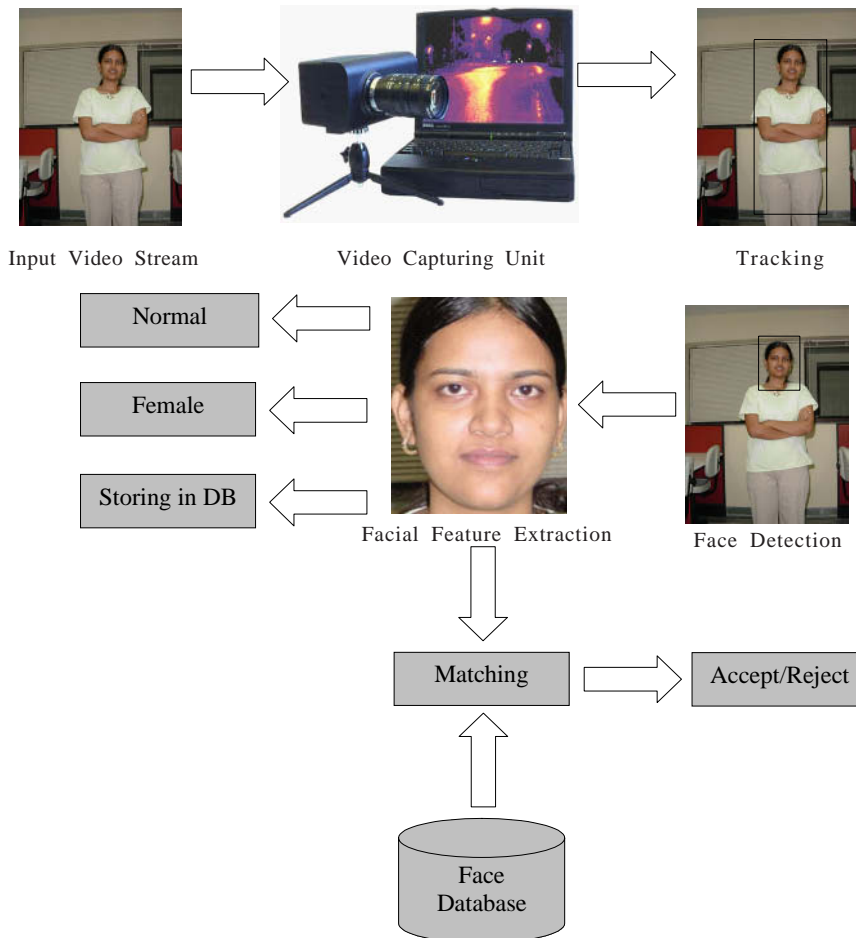 Input Video Stream
Video Capturing Unit
Tracking
Normal
Female
Storing in DB
Facial Feature Extraction
Face Detection
Matching
Accept/Reject
Face
Database